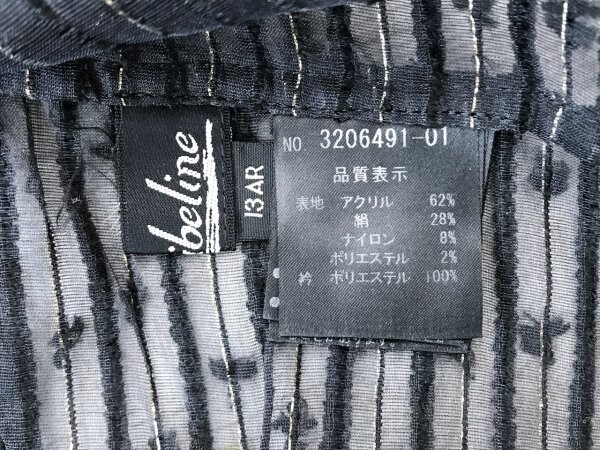 ibeline
13AR
NO 3206491-01
品質表示
表地 アクリル 62%
絹 28%
ナイロン 8%
ポリエステル 2%
衿 ポリエステル 100%